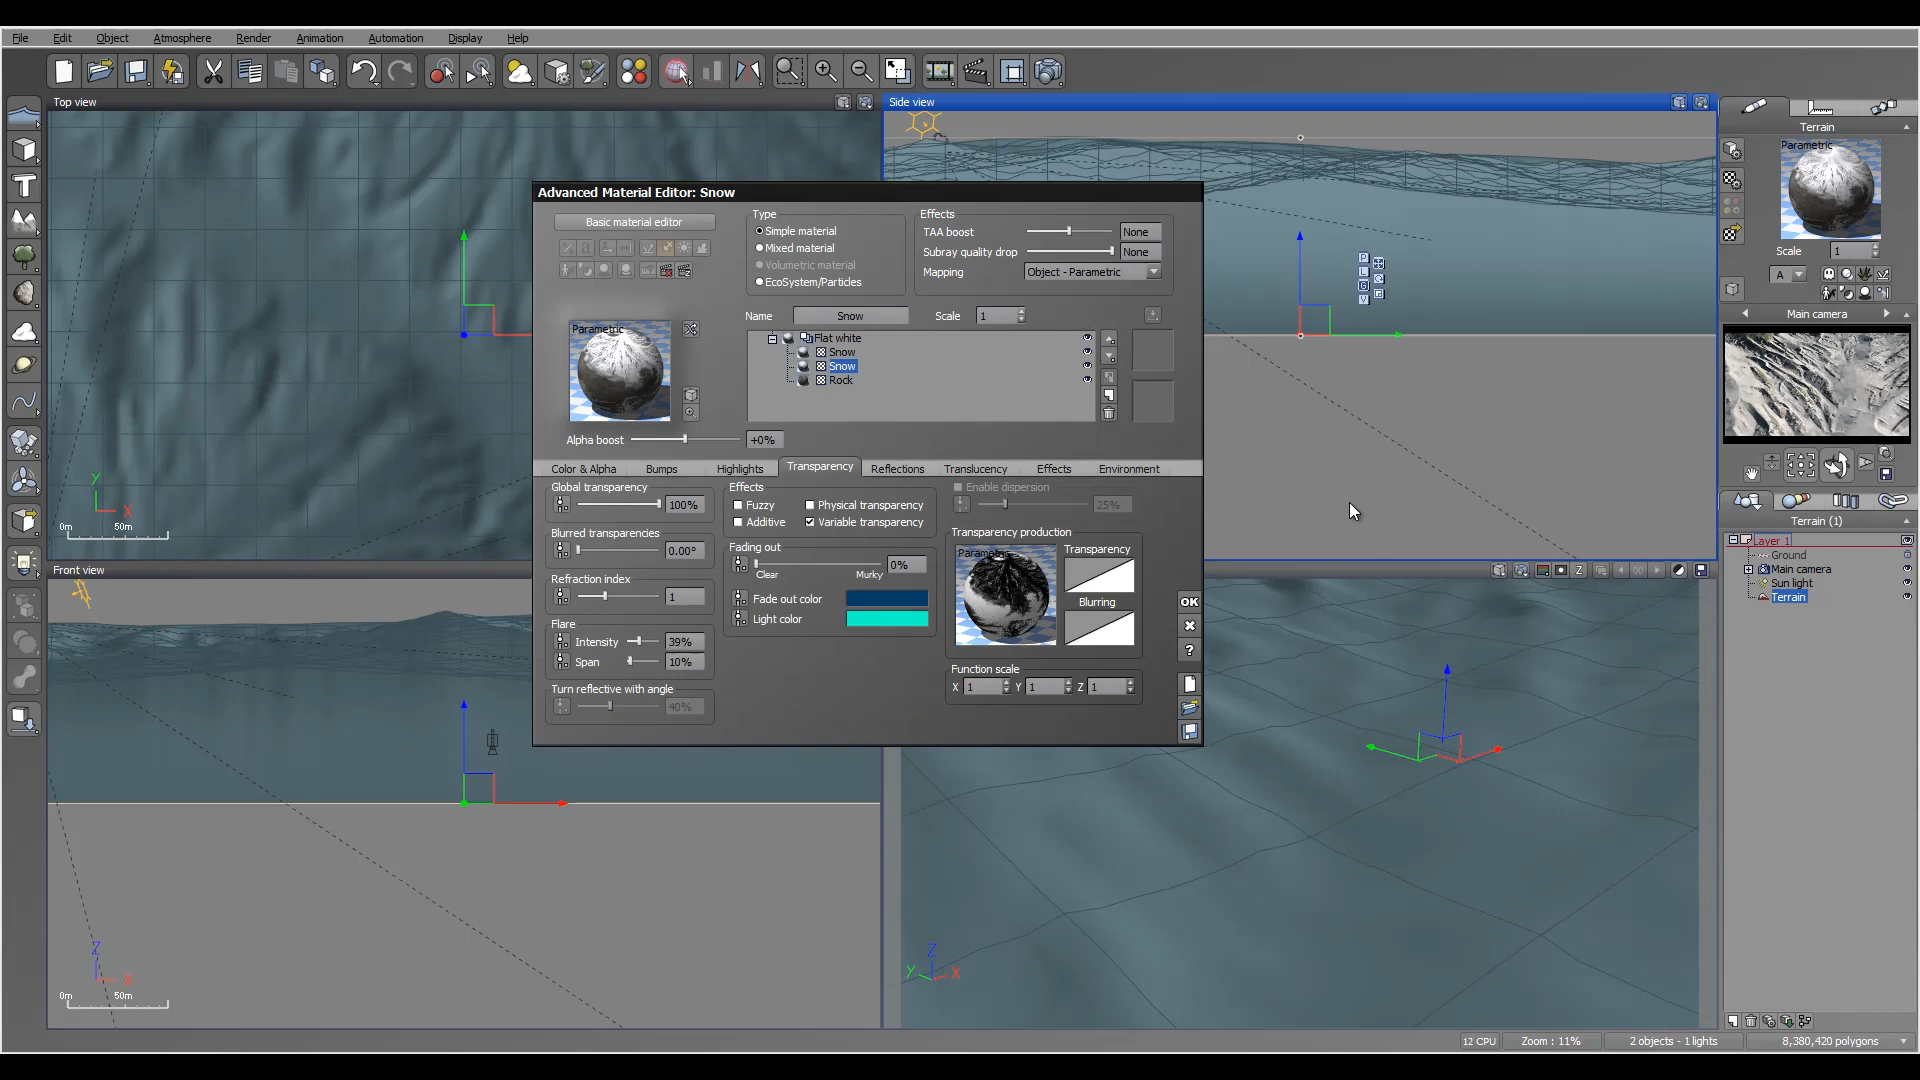 File Edit Object Atmosphere Render Animation Automation Display Help
Top view
Side view
Terrain
Parametric
Scale 1
A
Main camera
Terrain (1)
Layer 1
Ground
Main camera
Sun light
Terrain
Advanced Material Editor: Snow
Basic material editor
Type
Simple material
Mixed material
Volumetric material
EcoSystem/Particles
Effects
TAA boost None
Subray quality drop None
Mapping Object - Parametric
Name Snow Scale 1
Parametric
Flat white
Snow
Snow
Rock
Alpha boost +0%
Color & Alpha Bumps Highlights Transparency Reflections Translucency Effects Environment
Global transparency
100%
Blurred transparencies
0.00°
Refraction index
1
Flare
Intensity 39%
Span 10%
Turn reflective with angle
40%
Effects
Fuzzy Physical transparency
Additive Variable transparency
Fading out
0%
Clear Murky
Fade out color
Light color
Enable dispersion
25%
Transparency production
Parametric
Transparency
Blurring
Function scale
X 1 Y 1 Z 1
OK
?
P
L
G
V
Y
X
0m 50m
Front view
Z
X
0m 50m
Z
Z
Y X
12 CPU Zoom : 11% 2 objects - 1 lights 8,380,420 polygons